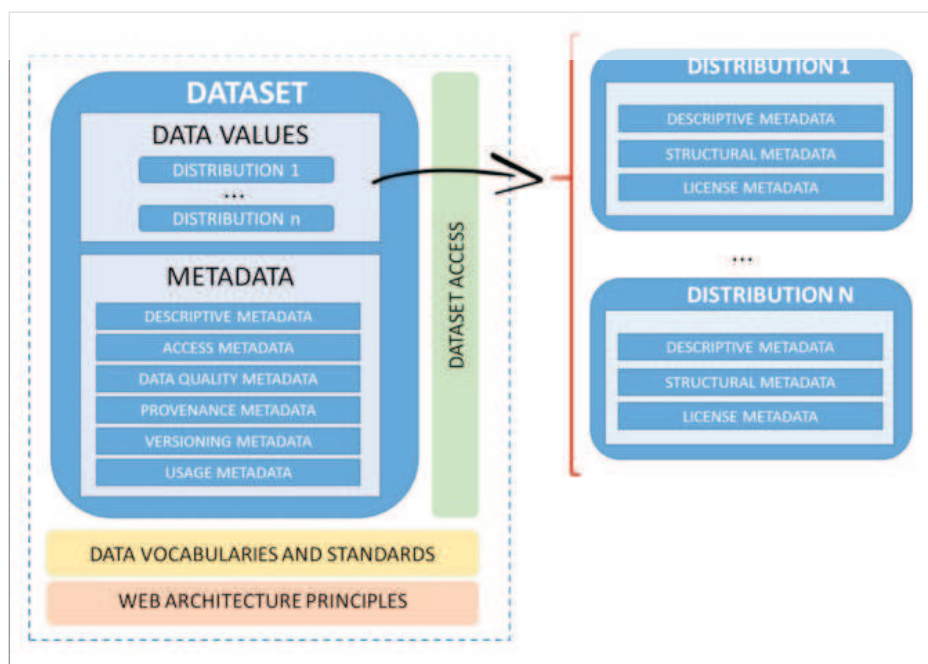 DATASET
DATA VALUES
DISTRIBUTION 1
...
DISTRIBUTION n
METADATA
DESCRIPTIVE METADATA
ACCESS METADATA
DATA QUALITY METADATA
PROVENANCE METADATA
VERSIONING METADATA
USAGE METADATA
DATASET ACCESS
DATA VOCABULARIES AND STANDARDS
WEB ARCHITECTURE PRINCIPLES
DISTRIBUTION 1
DESCRIPTIVE METADATA
STRUCTURAL METADATA
LICENSE METADATA
...
DISTRIBUTION N
DESCRIPTIVE METADATA
STRUCTURAL METADATA
LICENSE METADATA